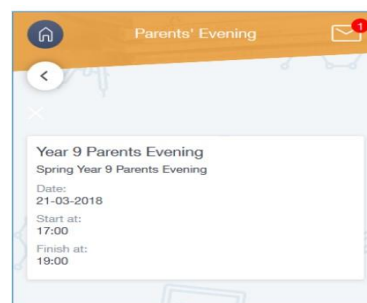 Parents' Evening
1
Year 9 Parents Evening
Spring Year 9 Parents Evening
Date:
21-03-2018
Start at:
17:00
Finish at:
19:00